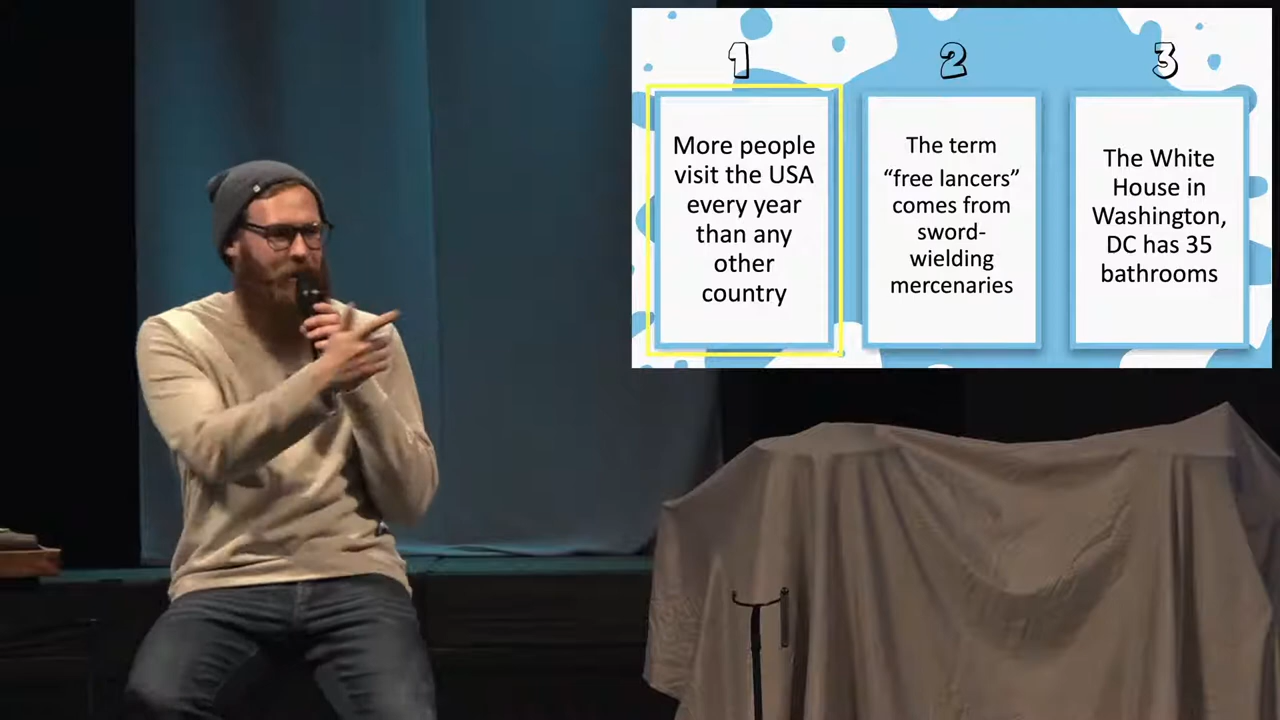 1
More people
visit the USA
every year
than any
other
country
2
The term
“free lancers”
comes from
sword-
wielding
mercenaries
3
The White
House in
Washington,
DC has 35
bathrooms